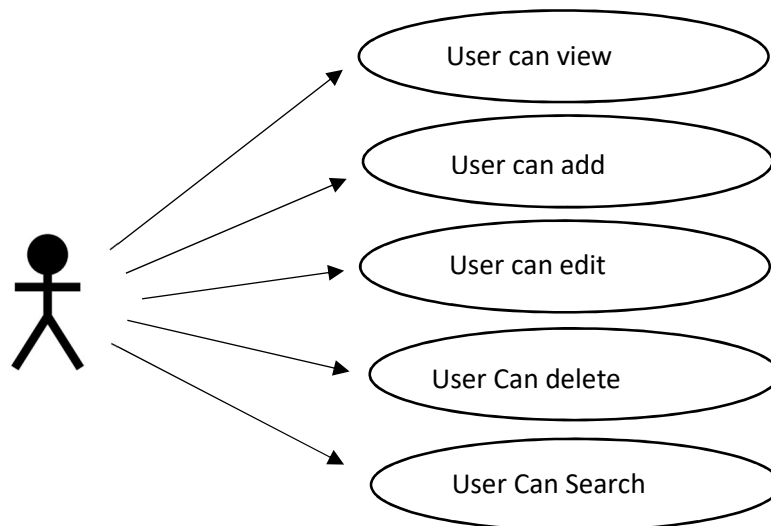 User can view
User can add
User can edit
User Can delete
User Can Search